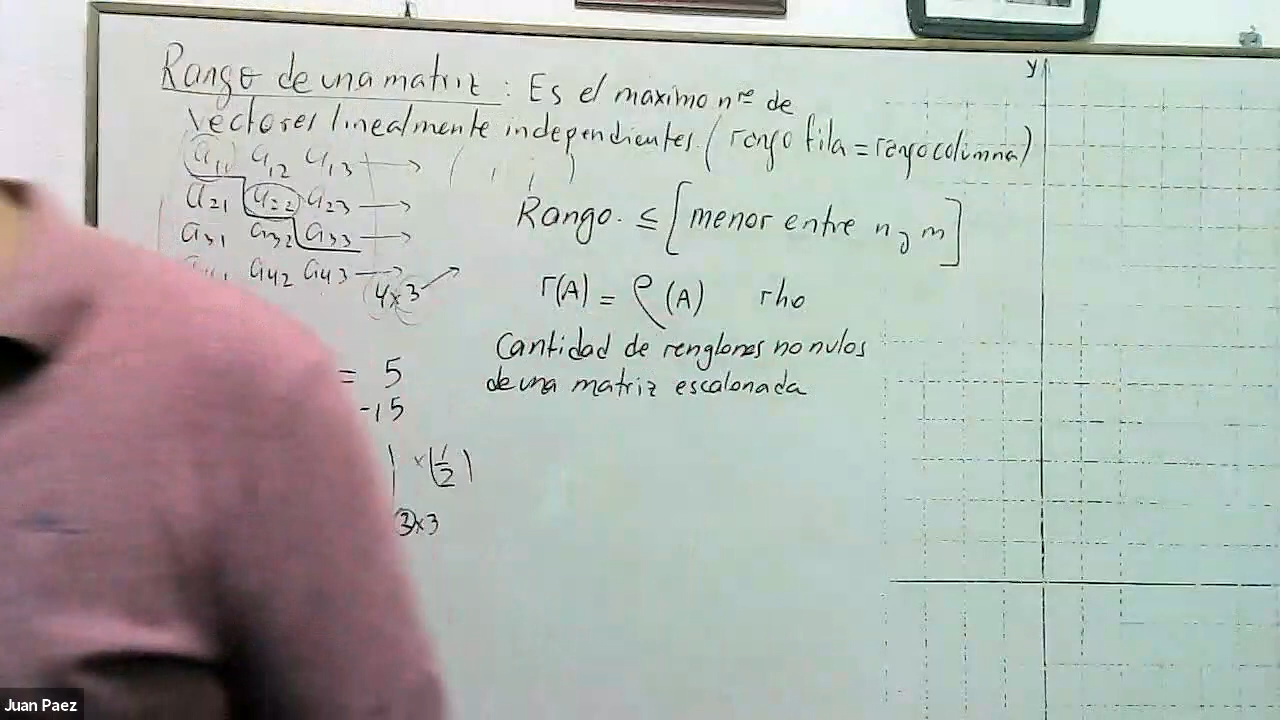 Rango de una matriz : Es el maximo nro de
vectores linealmente independientes. (rango fila = rango columna)
a11 a12 a13 → ( , , )
a21 a22 a23 →
a31 a32 a33 →
a42 a43 →
4x3
Rango. ≤ [menor entre n y m]
r(A) = ρ(A) rho
Cantidad de renglones no nulos
de una matriz escalonada
= 5
-15
x(1/2)
3x3
y
Juan Paez